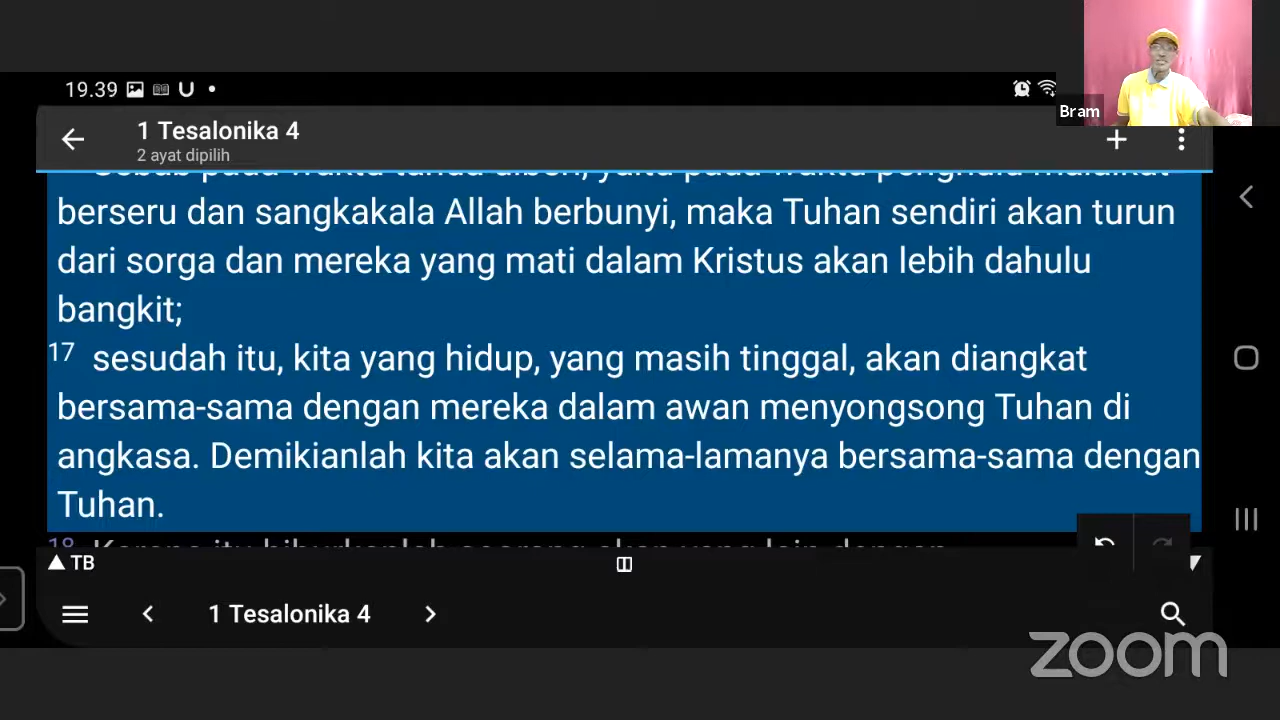 19.39
Bram
1 Tesalonika 4
2 ayat dipilih
berseru dan sangkakala Allah berbunyi, maka Tuhan sendiri akan turun
dari sorga dan mereka yang mati dalam Kristus akan lebih dahulu
bangkit;
17 sesudah itu, kita yang hidup, yang masih tinggal, akan diangkat
bersama-sama dengan mereka dalam awan menyongsong Tuhan di
angkasa. Demikianlah kita akan selama-lamanya bersama-sama dengan
Tuhan.
TB
1 Tesalonika 4
zoom